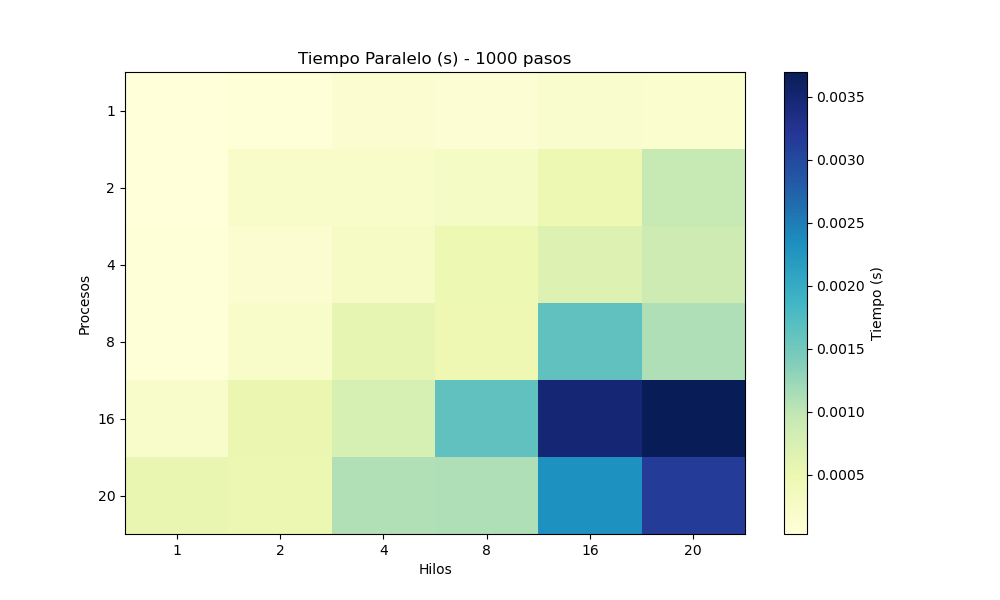 Tiempo Paralelo (s) - 1000 pasos
Procesos
1
2
4
8
16
20
1 2 4 8 16 20
Hilos
0.0035
0.0030
0.0025
0.0020
0.0015
0.0010
0.0005
Tiempo (s)